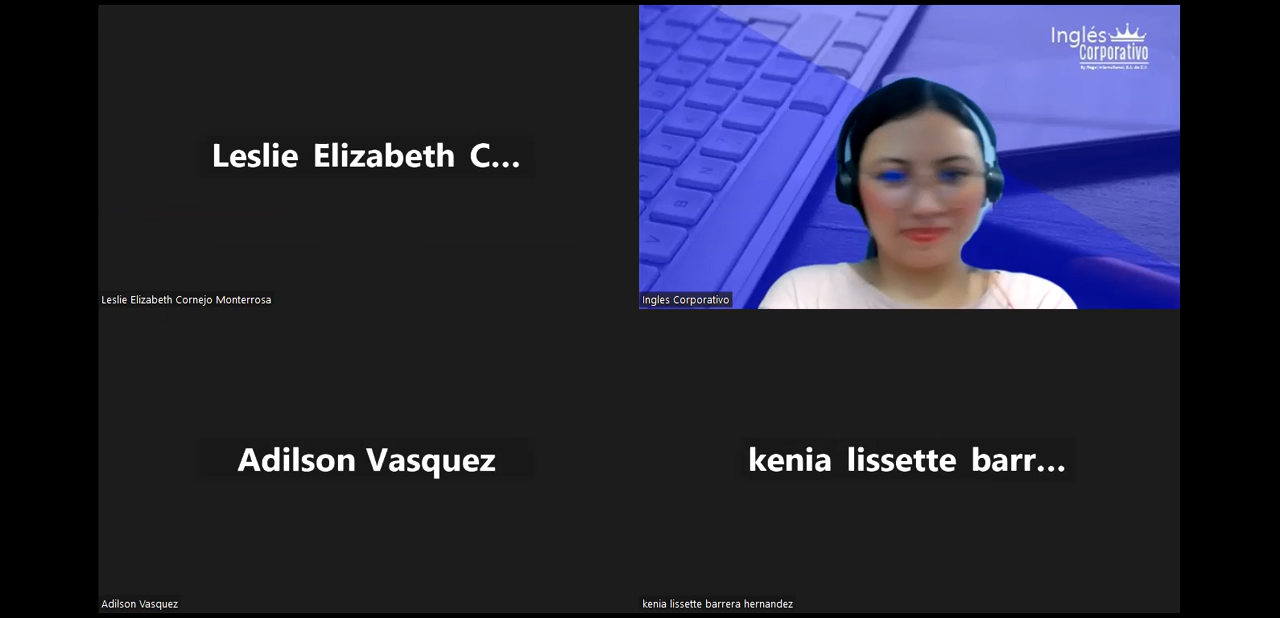 Leslie Elizabeth C...
Leslie Elizabeth Cornejo Monterrosa
Inglés
Corporativo
Ingles Corporativo
Adilson Vasquez
Adilson Vasquez
kenia lissette barr...
kenia lissette barrera hernandez